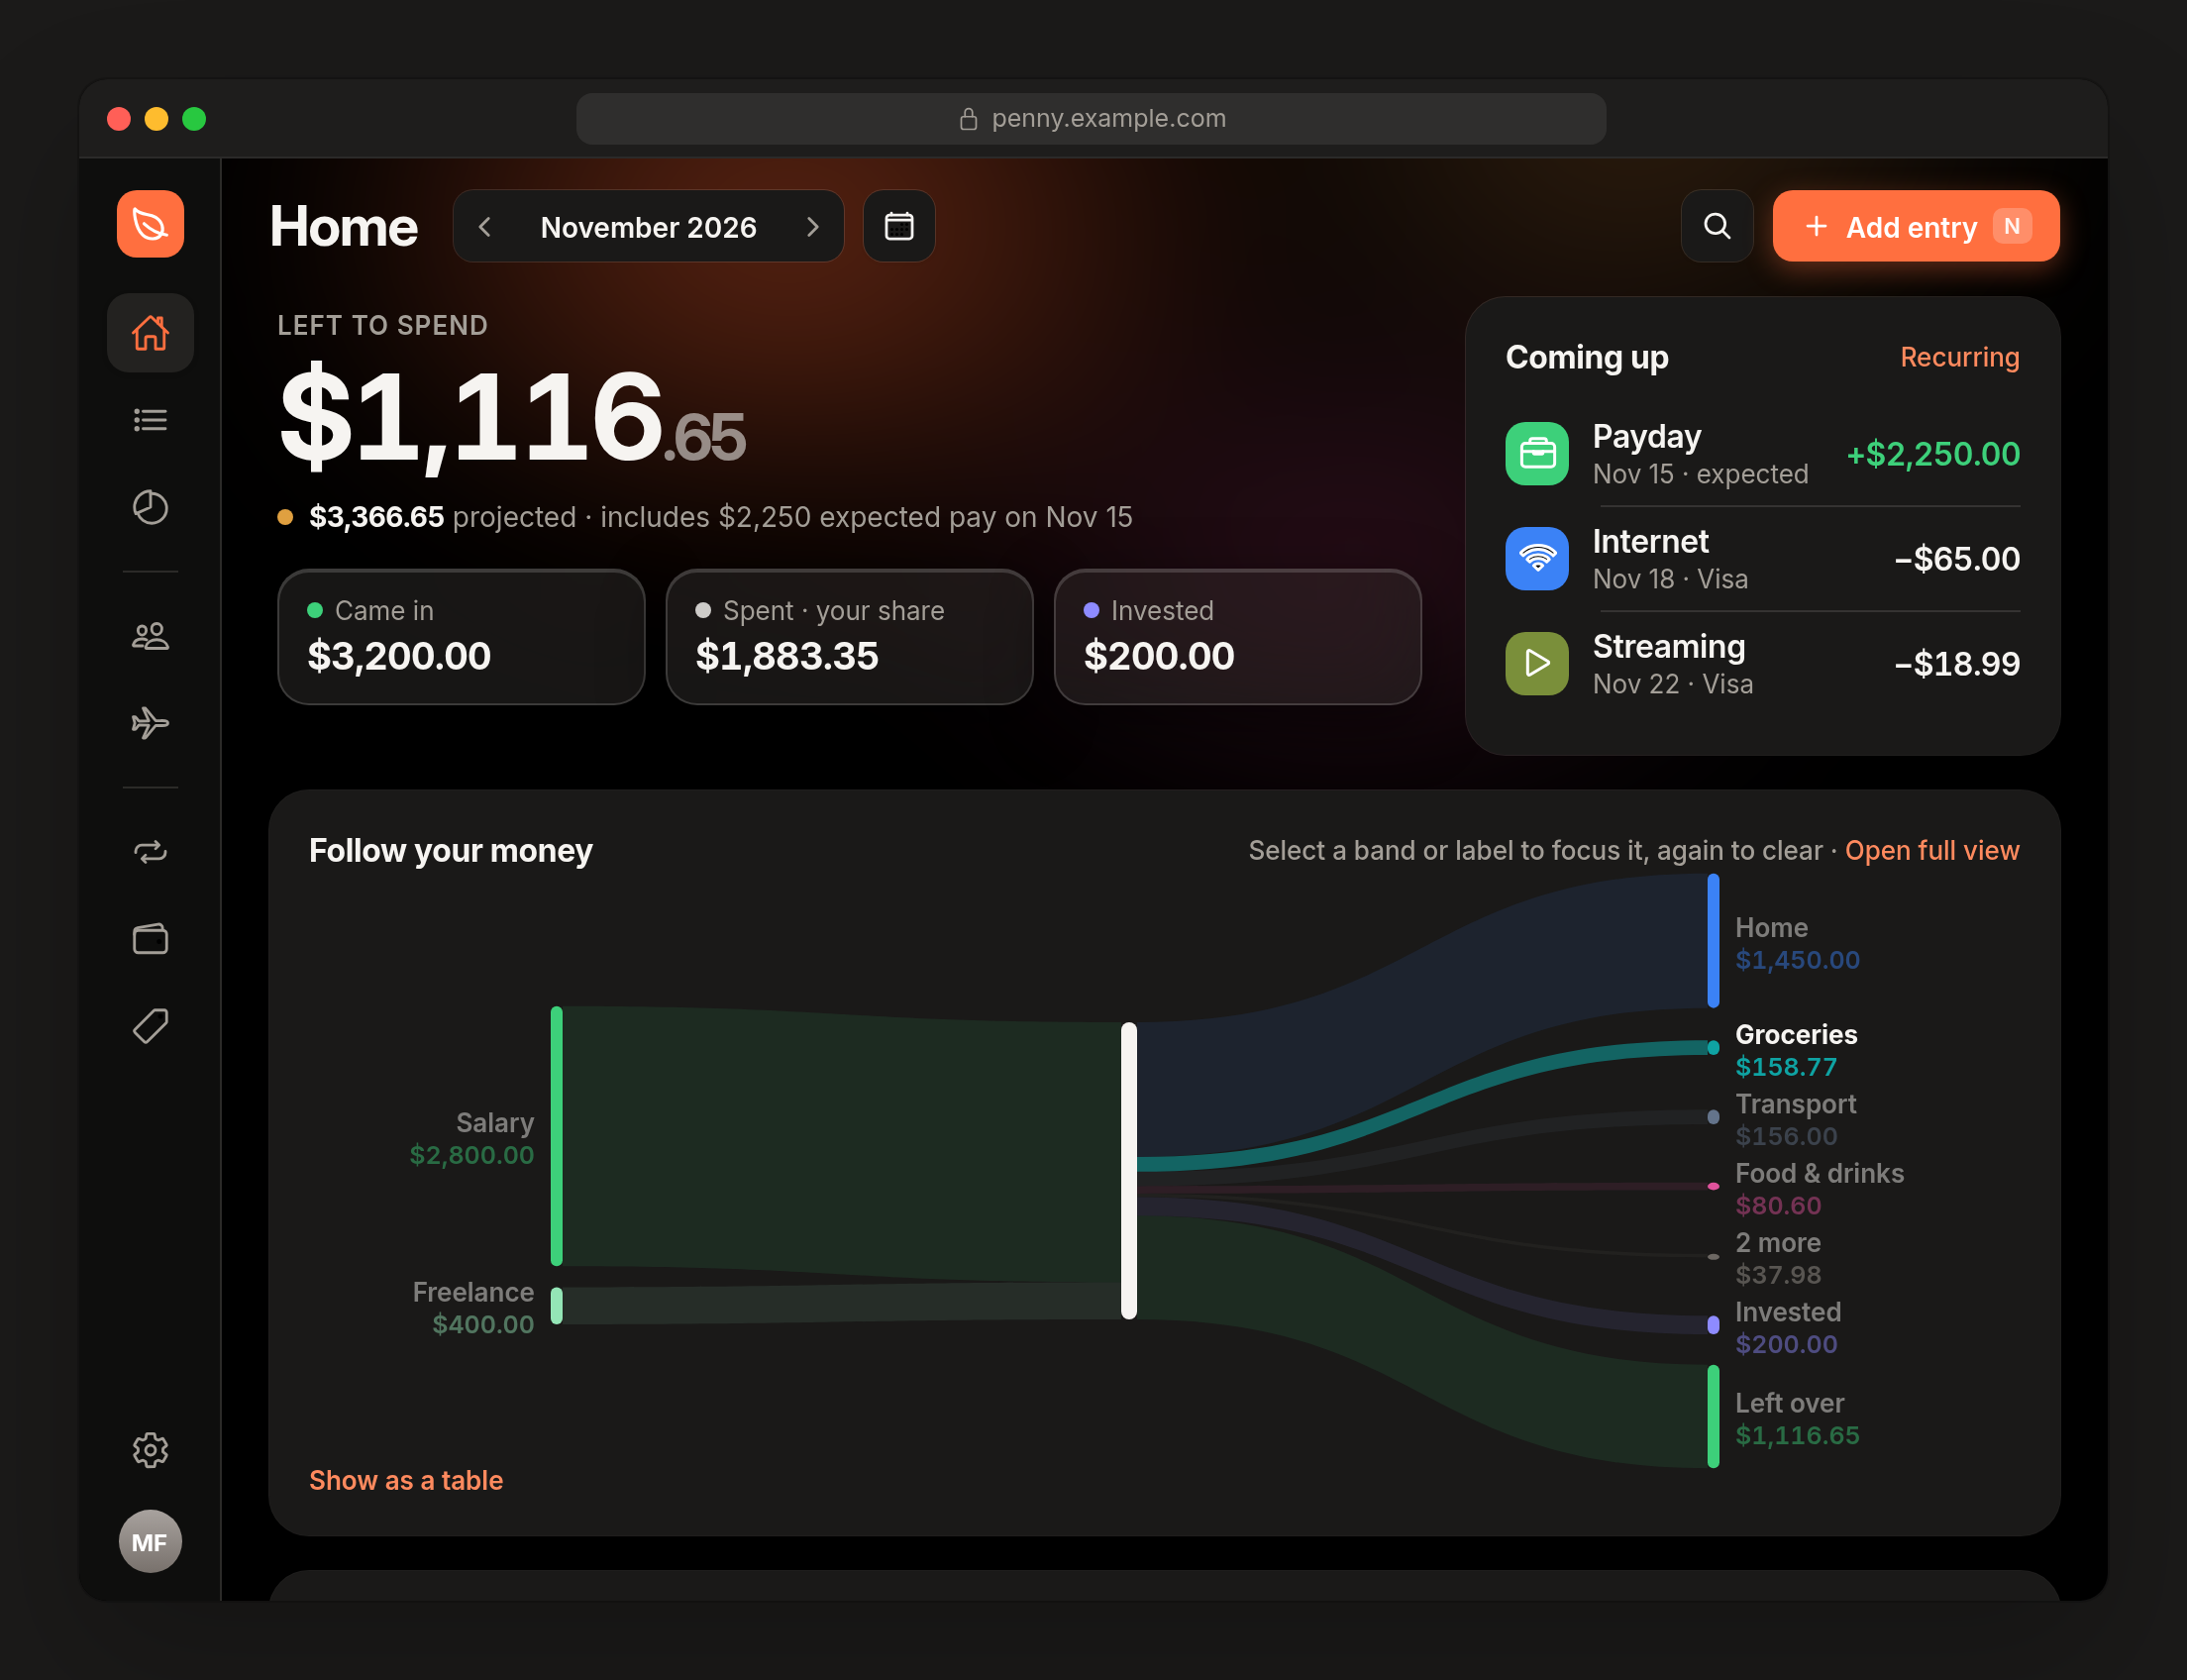 penny.example.com
Home
November 2026
Add entry N
LEFT TO SPEND
$1,116.65
$3,366.65 projected · includes $2,250 expected pay on Nov 15
Came in
$3,200.00
Spent · your share
$1,883.35
Invested
$200.00
Coming up
Recurring
Payday
Nov 15 · expected
+$2,250.00
Internet
Nov 18 · Visa
−$65.00
Streaming
Nov 22 · Visa
−$18.99
Follow your money
Select a band or label to focus it, again to clear · Open full view
Salary
$2,800.00
Freelance
$400.00
Home
$1,450.00
Groceries
$158.77
Transport
$156.00
Food & drinks
$80.60
2 more
$37.98
Invested
$200.00
Left over
$1,116.65
Show as a table
MF